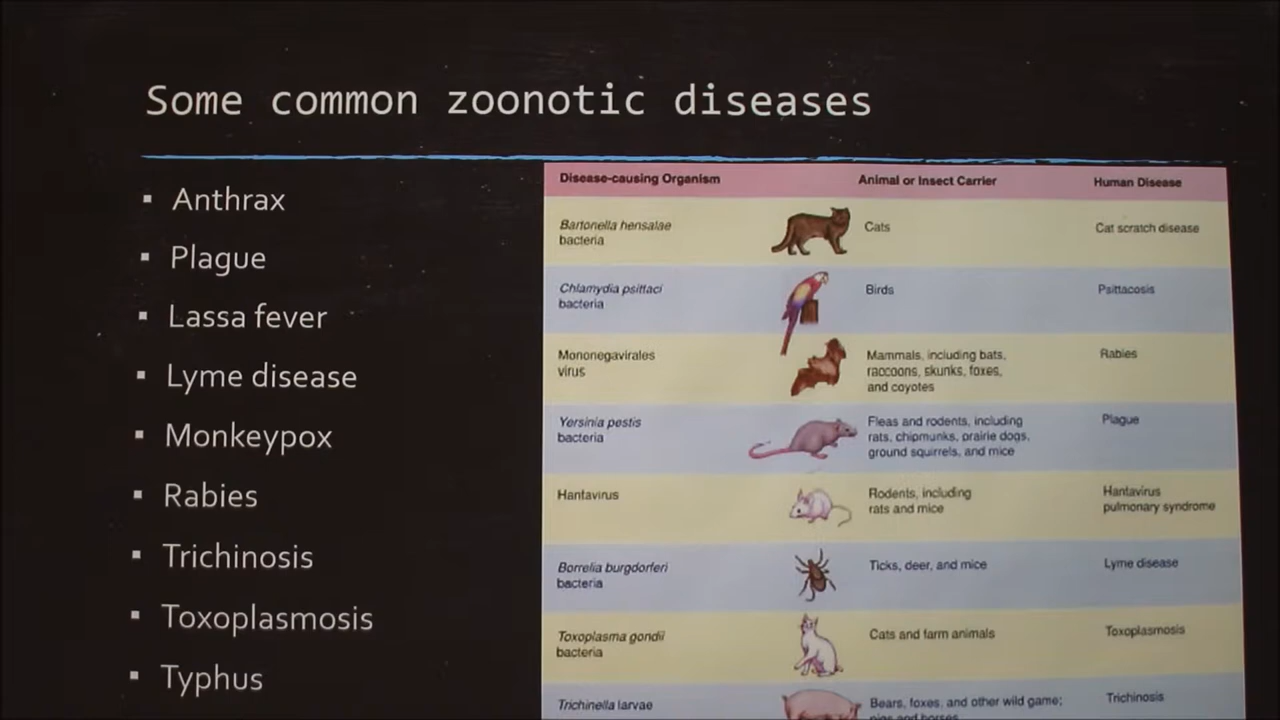 Some common zoonotic diseases
▪ Anthrax
▪ Plague
▪ Lassa fever
▪ Lyme disease
▪ Monkeypox
▪ Rabies
▪ Trichinosis
▪ Toxoplasmosis
▪ Typhus
Disease-causing Organism Animal or Insect Carrier Human Disease
Bartonella hensalae
bacteria
Cats
Cat scratch disease
Chlamydia psittaci
bacteria
Birds
Psittacosis
Mononegavirales
virus
Mammals, including bats,
raccoons, skunks, foxes,
and coyotes
Rabies
Yersinia pestis
bacteria
Fleas and rodents, including
rats, chipmunks, prairie dogs,
ground squirrels, and mice
Plague
Hantavirus
Rodents, including
rats and mice
Hantavirus
pulmonary syndrome
Borrelia burgdorferi
bacteria
Ticks, deer, and mice
Lyme disease
Toxoplasma gondii
bacteria
Cats and farm animals
Toxoplasmosis
Trichinella larvae
Bears, foxes, and other wild game;
pigs and horses
Trichinosis